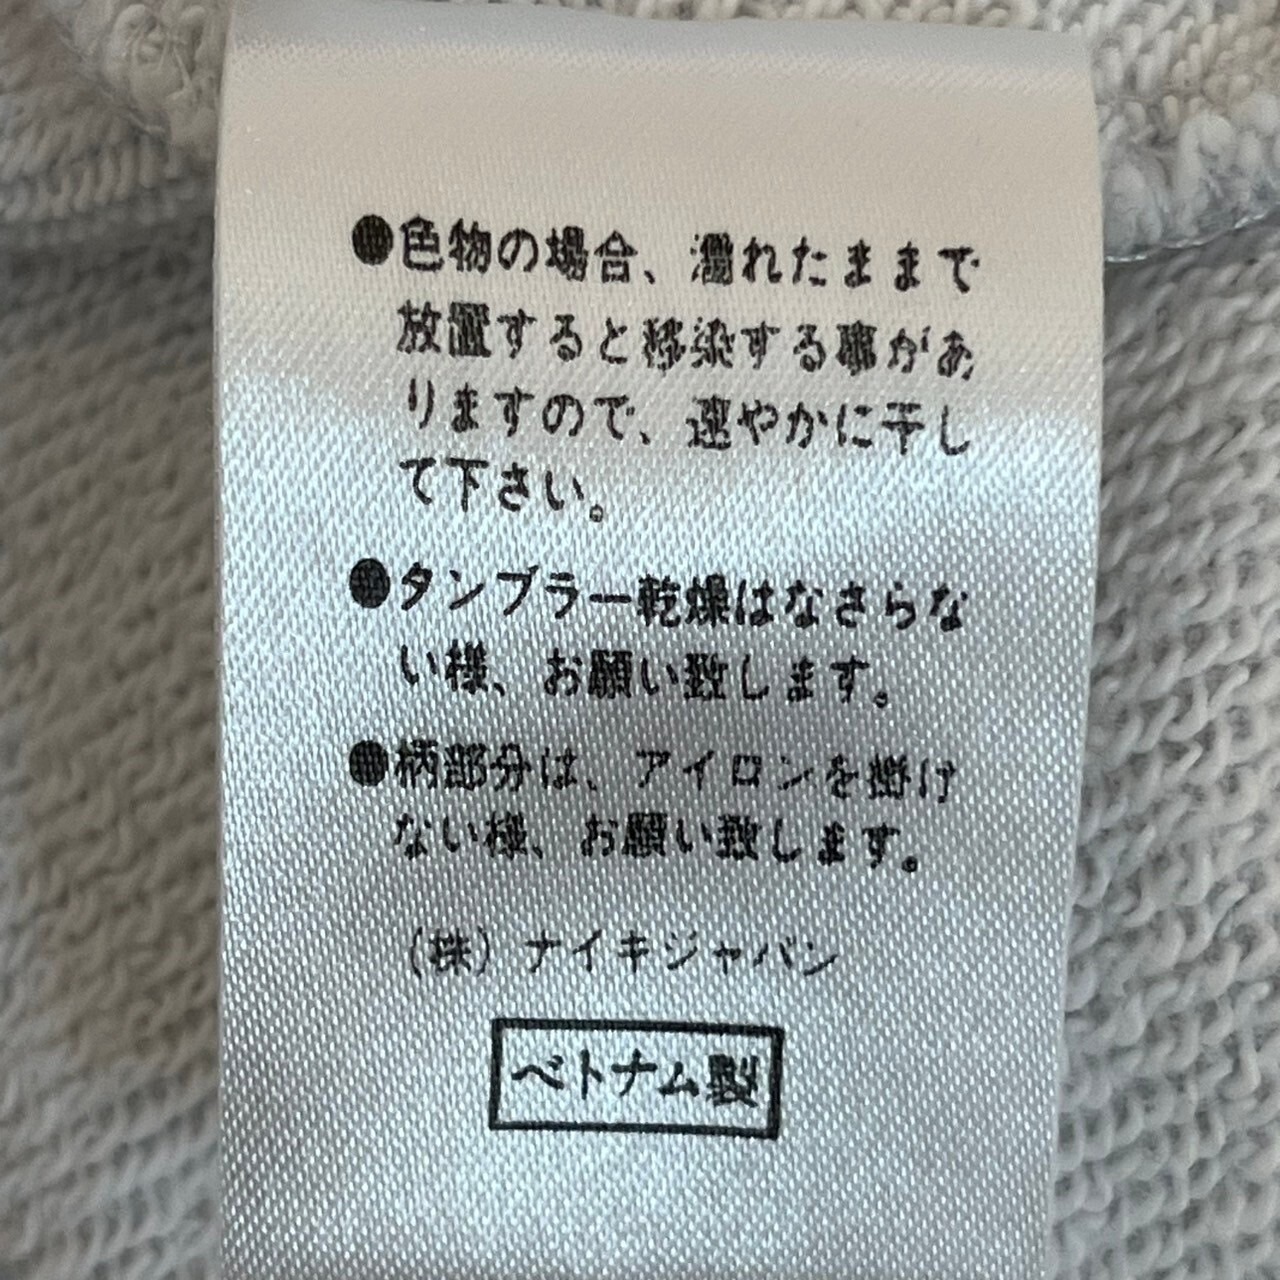 ●色物の場合、濡れたままで
放置すると移染する事があ
りますので、速やかに干し
て下さい。
●タンブラー乾燥はなさらな
い様、お願い致します。
●柄部分は、アイロンを掛け
ない様、お願い致します。
(株)ナイキジャパン
ベトナム製